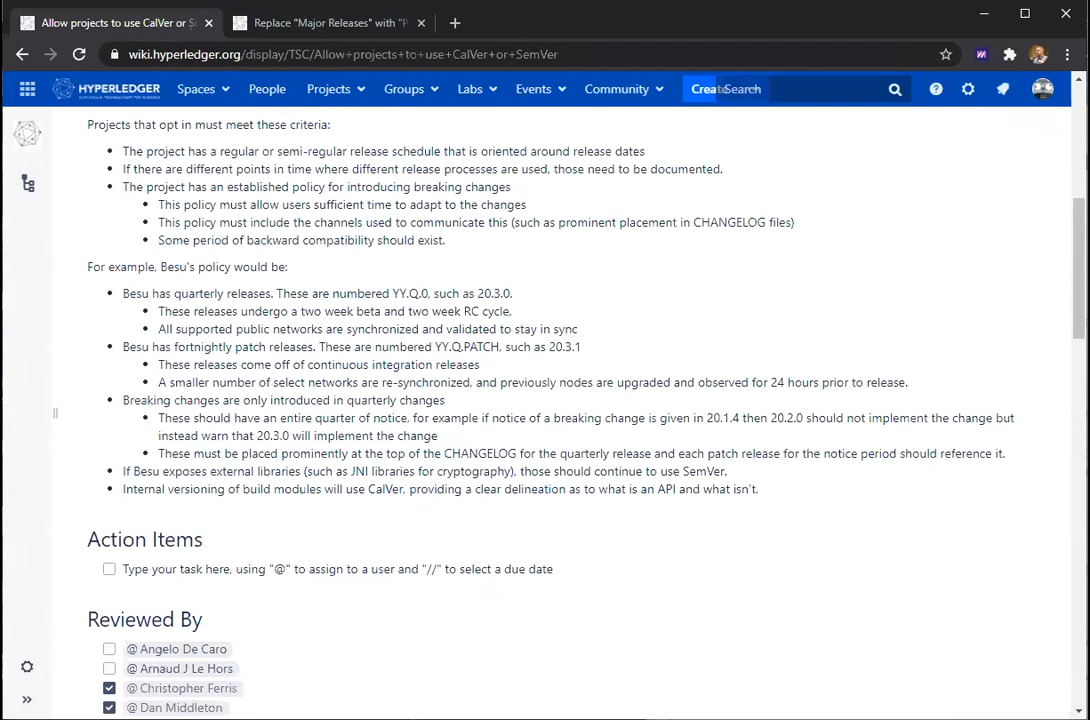 Allow projects to use CalVer or S
Replace "Major Releases" with "P
wiki.hyperledger.org/display/TSC/Allow+projects+to+use+CalVer+or+SemVer
HYPERLEDGER
Spaces People Projects Groups Labs Events Community Create Search
Projects that opt in must meet these criteria:
• The project has a regular or semi-regular release schedule that is oriented around release dates
• If there are different points in time where different release processes are used, those need to be documented.
• The project has an established policy for introducing breaking changes
• This policy must allow users sufficient time to adapt to the changes
• This policy must include the channels used to communicate this (such as prominent placement in CHANGELOG files)
• Some period of backward compatibility should exist.
For example, Besu's policy would be:
• Besu has quarterly releases. These are numbered YY.Q.0, such as 20.3.0.
• These releases undergo a two week beta and two week RC cycle,
• All supported public networks are synchronized and validated to stay in sync
• Besu has fortnightly patch releases. These are numbered YY.Q.PATCH, such as 20.3.1
• These releases come off of continuous integration releases
• A smaller number of select networks are re-synchronized, and previously nodes are upgraded and observed for 24 hours prior to release.
• Breaking changes are only introduced in quarterly changes
• These should have an entire quarter of notice, for example if notice of a breaking change is given in 20.1.4 then 20.2.0 should not implement the change but
instead warn that 20.3.0 will implement the change
• These must be placed prominently at the top of the CHANGELOG for the quarterly release and each patch release for the notice period should reference it.
• If Besu exposes external libraries (such as JNI libraries for cryptography), those should continue to use SemVer.
• Internal versioning of build modules will use CalVer, providing a clear delineation as to what is an API and what isn't.
Action Items
Type your task here, using "@" to assign to a user and "//" to select a due date
Reviewed By
@ Angelo De Caro
@ Arnaud J Le Hors
@ Christopher Ferris
@ Dan Middleton